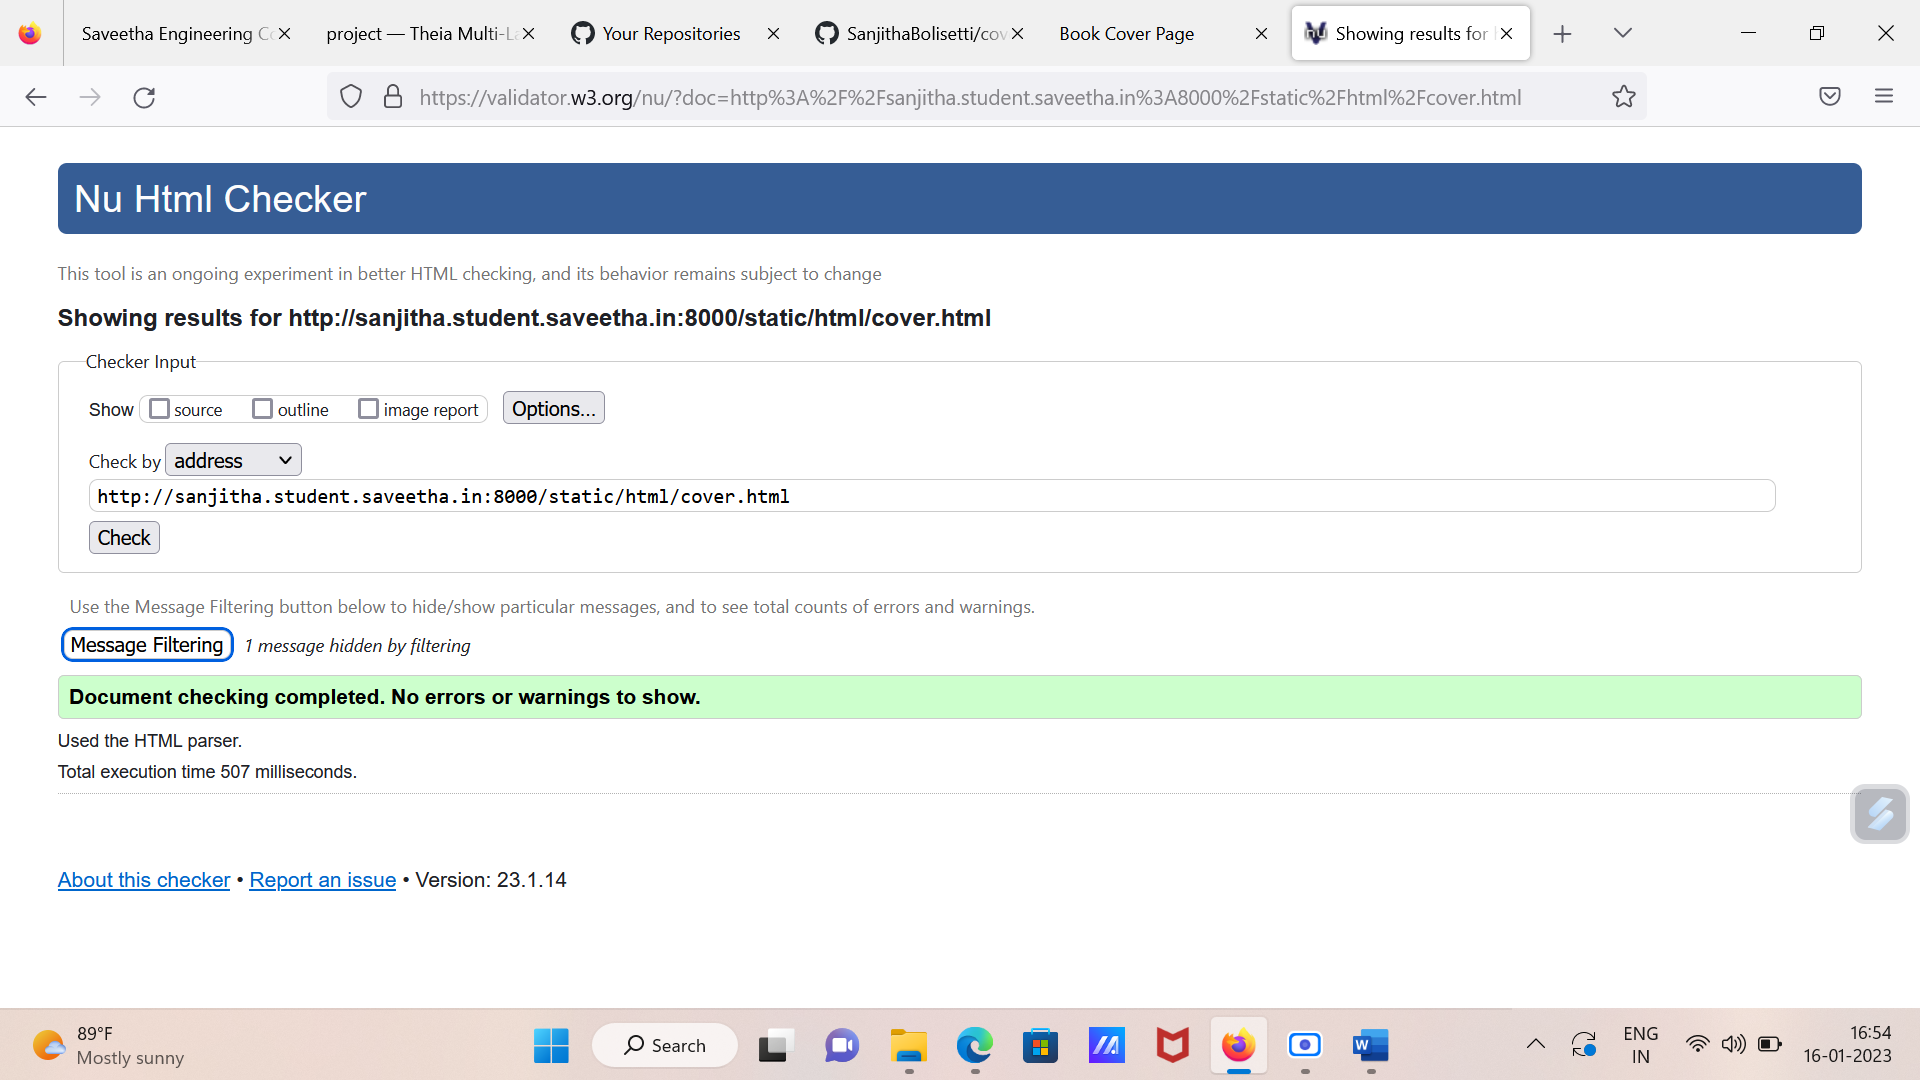 Saveetha Engineering Co
project — Theia Multi-La
Your Repositories
SanjithaBolisetti/cov
Book Cover Page
Showing results for
https://validator.w3.org/nu/?doc=http%3A%2F%2Fsanjitha.student.saveetha.in%3A8000%2Fstatic%2Fhtml%2Fcover.html
Nu Html Checker
This tool is an ongoing experiment in better HTML checking, and its behavior remains subject to change
Showing results for http://sanjitha.student.saveetha.in:8000/static/html/cover.html
Checker Input
Show source outline image report Options...
Check by address
http://sanjitha.student.saveetha.in:8000/static/html/cover.html
Check
Use the Message Filtering button below to hide/show particular messages, and to see total counts of errors and warnings.
Message Filtering 1 message hidden by filtering
Document checking completed. No errors or warnings to show.
Used the HTML parser.
Total execution time 507 milliseconds.
About this checker • Report an issue • Version: 23.1.14
89°F
Mostly sunny
Search
ENG
IN
16:54
16-01-2023